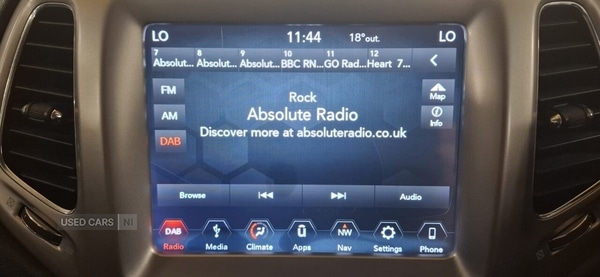 LO 11:44 18°out. LO
7 8 9 10 11 12
Absolut... Absolut... Absolut... BBC RN... GO Rad... Heart 7...
FM
Rock
Map
AM
Absolute Radio
Info
Discover more at absoluteradio.co.uk
DAB
Browse Audio
DAB NW
Radio Media Climate Apps Nav Settings Phone
USED CARS NI